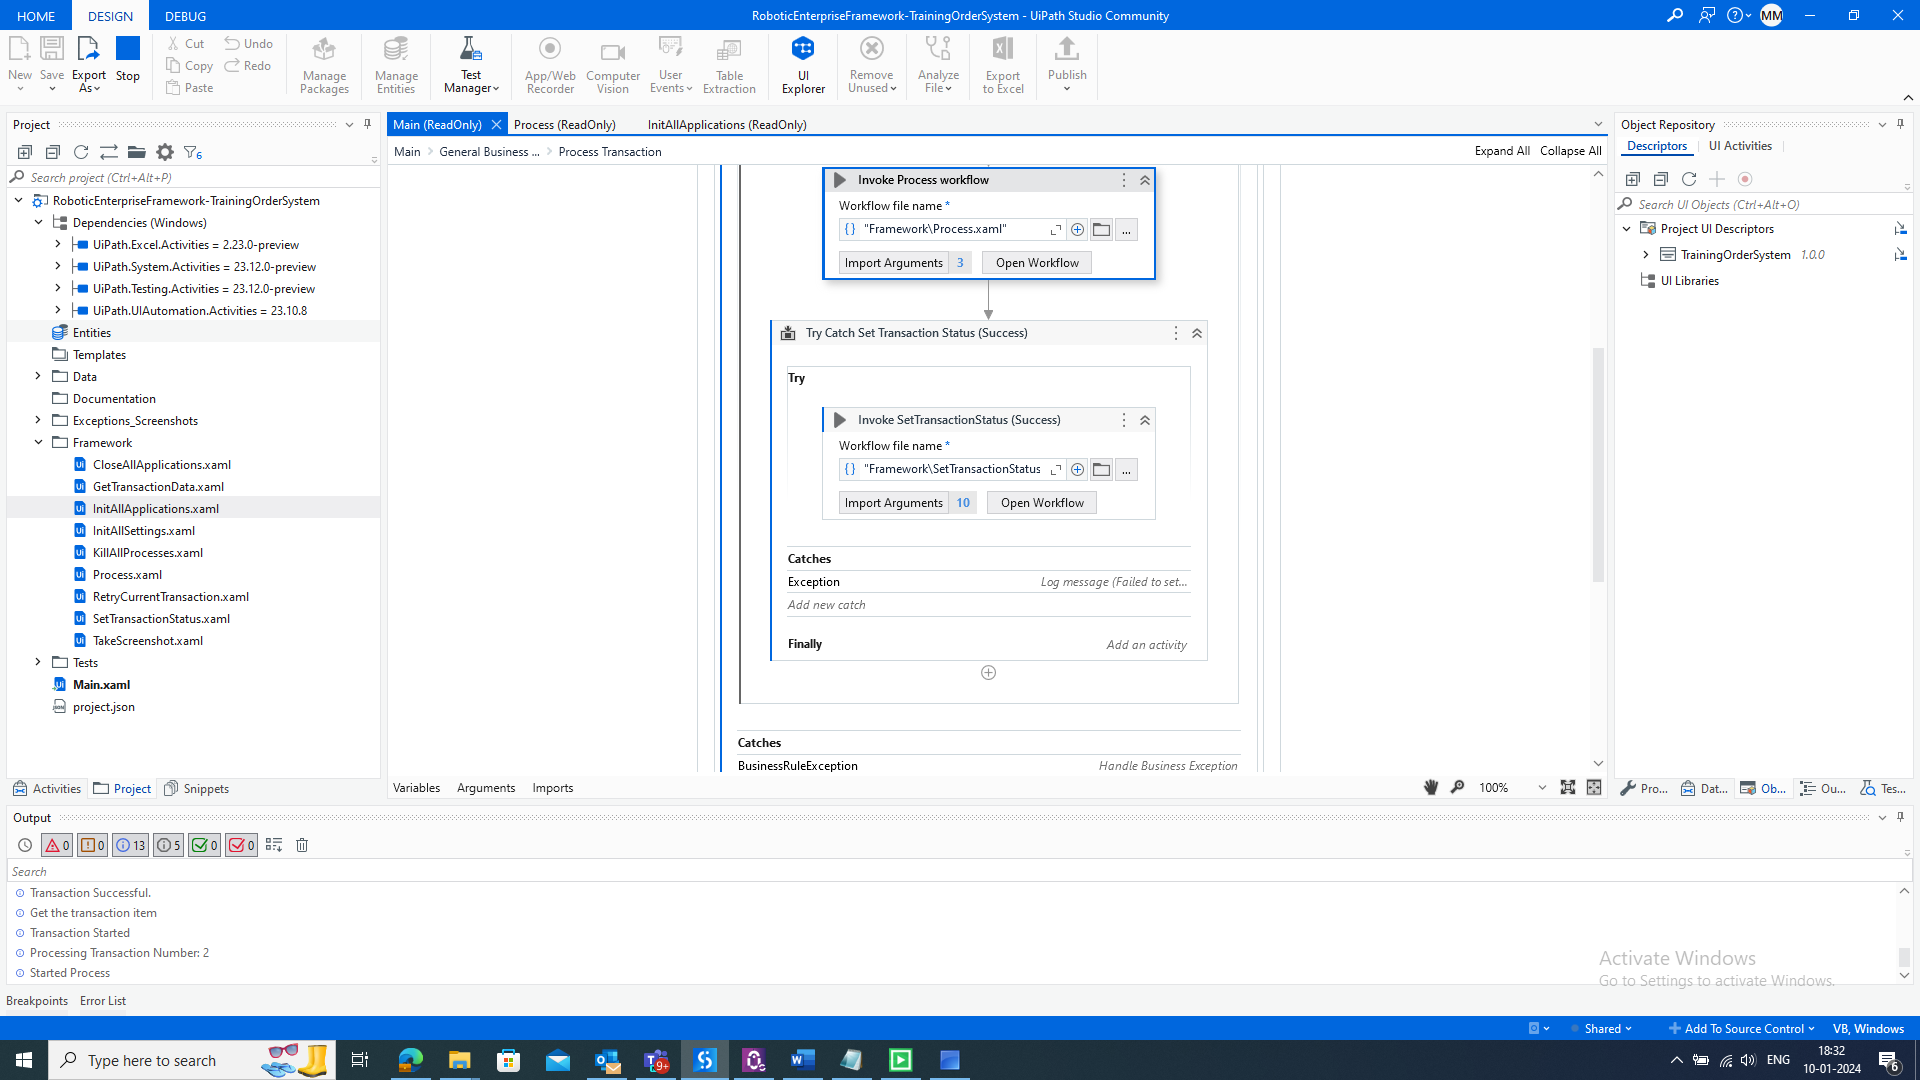 HOME DESIGN DEBUG
RoboticEnterpriseFramework-TrainingOrderSystem - UiPath Studio Community
MM
New
Save
Export As
Stop
Cut
Copy
Paste
Undo
Redo
Manage Packages
Manage Entities
Test Manager
App/Web Recorder
Computer Vision
User Events
Table Extraction
UI Explorer
Remove Unused
Analyze File
Export to Excel
Publish
Project
6
Search project (Ctrl+Alt+P)
RoboticEnterpriseFramework-TrainingOrderSystem
Dependencies (Windows)
UiPath.Excel.Activities = 2.23.0-preview
UiPath.System.Activities = 23.12.0-preview
UiPath.Testing.Activities = 23.12.0-preview
UiPath.UIAutomation.Activities = 23.10.8
Entities
Templates
Data
Documentation
Exceptions_Screenshots
Framework
CloseAllApplications.xaml
GetTransactionData.xaml
InitAllApplications.xaml
InitAllSettings.xaml
KillAllProcesses.xaml
Process.xaml
RetryCurrentTransaction.xaml
SetTransactionStatus.xaml
TakeScreenshot.xaml
Tests
Main.xaml
project.json
Activities Project Snippets
Main (ReadOnly) Process (ReadOnly) InitAllApplications (ReadOnly)
Main General Business ... Process Transaction
Expand All Collapse All
Invoke Process workflow
Workflow file name *
"Framework\Process.xaml"
...
Import Arguments 3 Open Workflow
Try Catch Set Transaction Status (Success)
Try
Invoke SetTransactionStatus (Success)
Workflow file name *
"Framework\SetTransactionStatus
...
Import Arguments 10 Open Workflow
Catches
Exception Log message (Failed to set...
Add new catch
Finally Add an activity
Catches
BusinessRuleException Handle Business Exception
Variables Arguments Imports
100%
Object Repository
Descriptors UI Activities
Search UI Objects (Ctrl+Alt+O)
Project UI Descriptors
TrainingOrderSystem 1.0.0
UI Libraries
Pro... Dat... Ob... Ou... Tes...
Output
0 0 13 5 0 0
Search
Transaction Successful.
Get the transaction item
Transaction Started
Processing Transaction Number: 2
Started Process
Activate Windows
Go to Settings to activate Windows.
Breakpoints Error List
Shared Add To Source Control VB, Windows
Type here to search
9+
ENG
18:32
10-01-2024
6